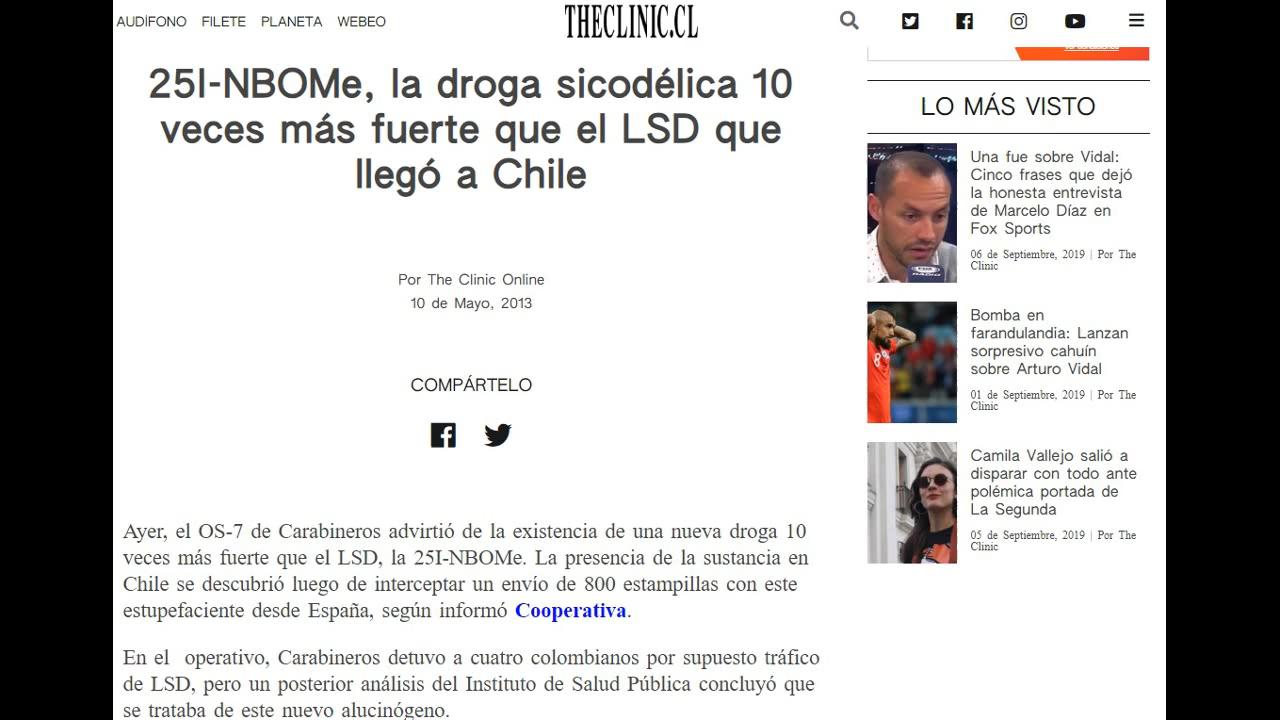 AUDÍFONO FILETE PLANETA WEBEO
THECLINIC.CL
25I-NBOMe, la droga sicodélica 10
veces más fuerte que el LSD que
llegó a Chile
Por The Clinic Online
10 de Mayo, 2013
COMPÁRTELO
Ayer, el OS-7 de Carabineros advirtió de la existencia de una nueva droga 10
veces más fuerte que el LSD, la 25I-NBOMe. La presencia de la sustancia en
Chile se descubrió luego de interceptar un envío de 800 estampillas con este
estupefaciente desde España, según informó Cooperativa.
En el operativo, Carabineros detuvo a cuatro colombianos por supuesto tráfico
de LSD, pero un posterior análisis del Instituto de Salud Pública concluyó que
se trataba de este nuevo alucinógeno.
LO MÁS VISTO
Una fue sobre Vidal:
Cinco frases que dejó
la honesta entrevista
de Marcelo Díaz en
Fox Sports
06 de Septiembre, 2019 | Por The
Clinic
Bomba en
farandulandia: Lanzan
sorpresivo cahuín
sobre Arturo Vidal
01 de Septiembre, 2019 | Por The
Clinic
Camila Vallejo salió a
disparar con todo ante
polémica portada de
La Segunda
05 de Septiembre, 2019 | Por The
Clinic